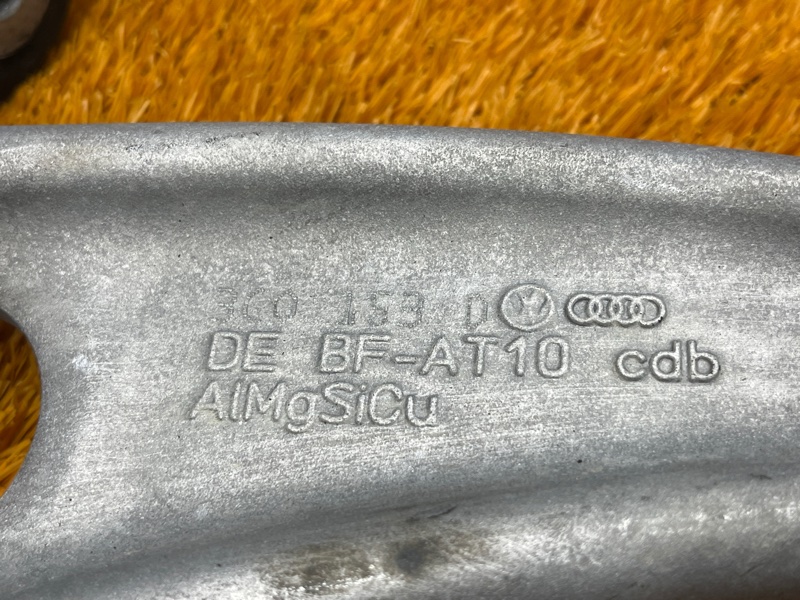 3C0 153 D
DE BF-AT10 cdb
AlMgSiCu